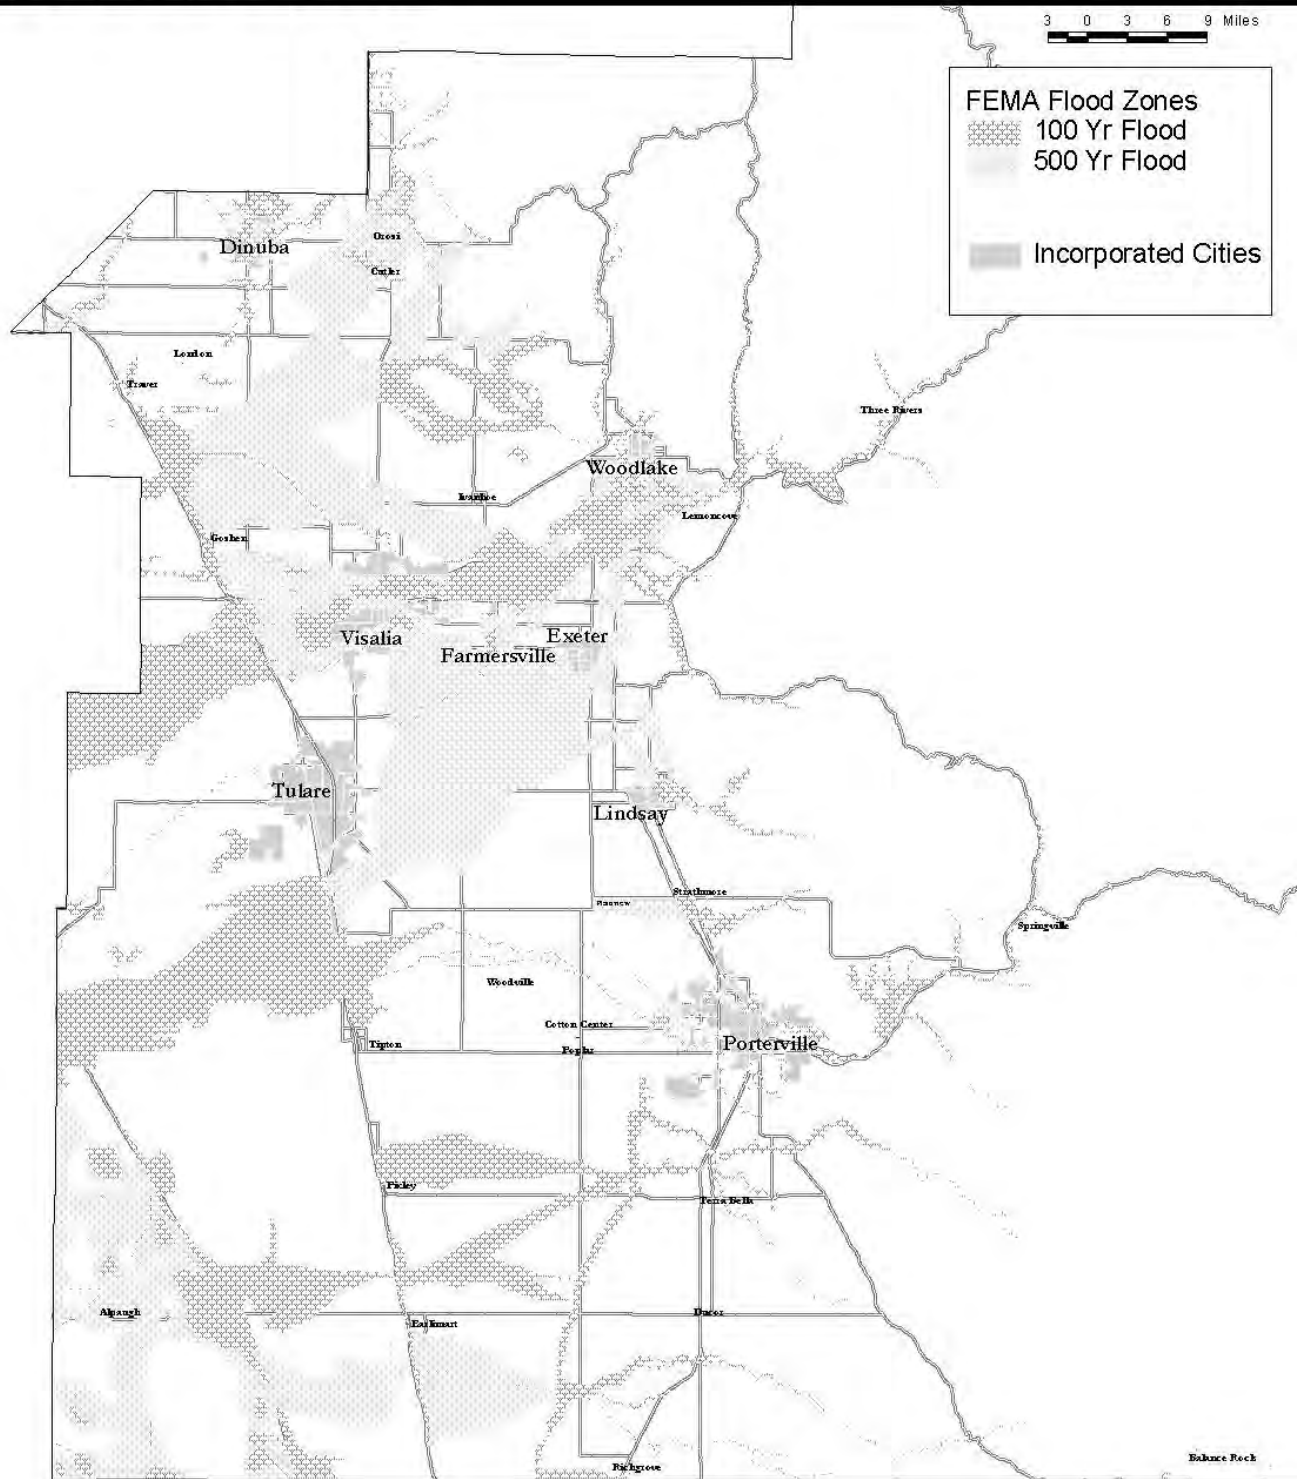 3 0 3 6 9 Miles
FEMA Flood Zones
100 Yr Flood
500 Yr Flood
Incorporated Cities
Orosi
Dinuba
Cutler
London
Traver
Three Rivers
Woodlake
Ivanhoe
Lemoncove
Goshen
Visalia
Exeter
Farmersville
Tulare
Lindsay
Strathmore
Springville
Woodville
Cotton Center
Porterville
Tipton
Poplar
Pixley
Terra Bella
Alpaugh
Ducor
Earlimart
Balance Rock
Richgrove